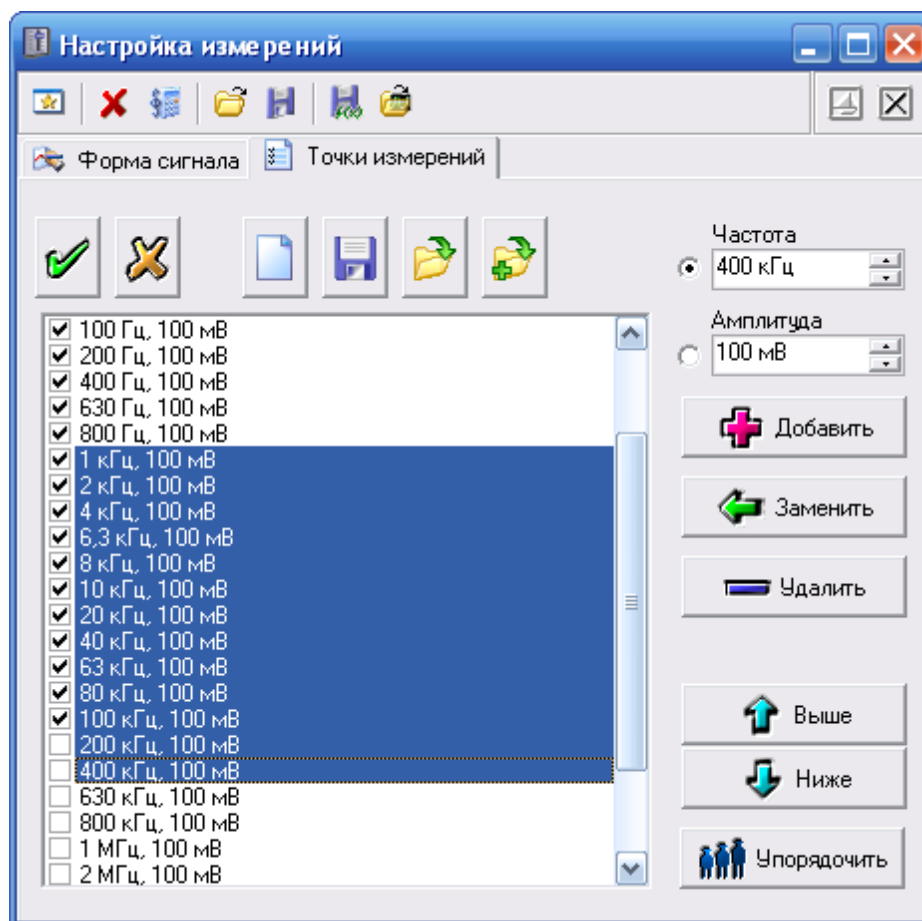 Настройка измерений
Форма сигнала
Точки измерений
Частота
400 кГц
Амплитуда
100 мВ
100 Гц, 100 мВ
200 Гц, 100 мВ
400 Гц, 100 мВ
630 Гц, 100 мВ
800 Гц, 100 мВ
1 кГц, 100 мВ
2 кГц, 100 мВ
4 кГц, 100 мВ
6,3 кГц, 100 мВ
8 кГц, 100 мВ
10 кГц, 100 мВ
20 кГц, 100 мВ
40 кГц, 100 мВ
63 кГц, 100 мВ
80 кГц, 100 мВ
100 кГц, 100 мВ
200 кГц, 100 мВ
400 кГц, 100 мВ
630 кГц, 100 мВ
800 кГц, 100 мВ
1 МГц, 100 мВ
2 МГц, 100 мВ
Добавить
Заменить
Удалить
Выше
Ниже
Упорядочить